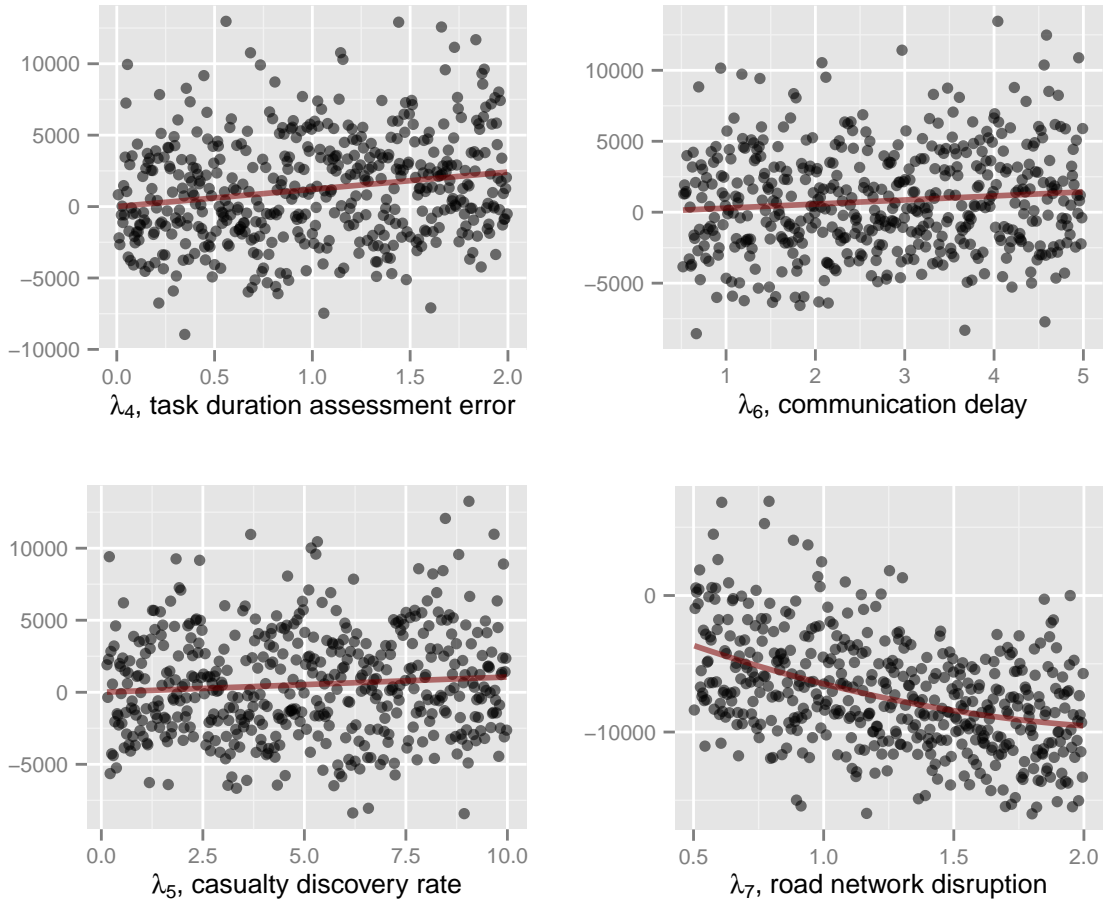 10000
5000
0
−5000
−10000
0.0 0.5 1.0 1.5 2.0
λ4, task duration assessment error
10000
5000
0
−5000
1 2 3 4 5
λ6, communication delay
10000
5000
0
−5000
0.0 2.5 5.0 7.5 10.0
λ5, casualty discovery rate
0
−10000
0.5 1.0 1.5 2.0
λ7, road network disruption